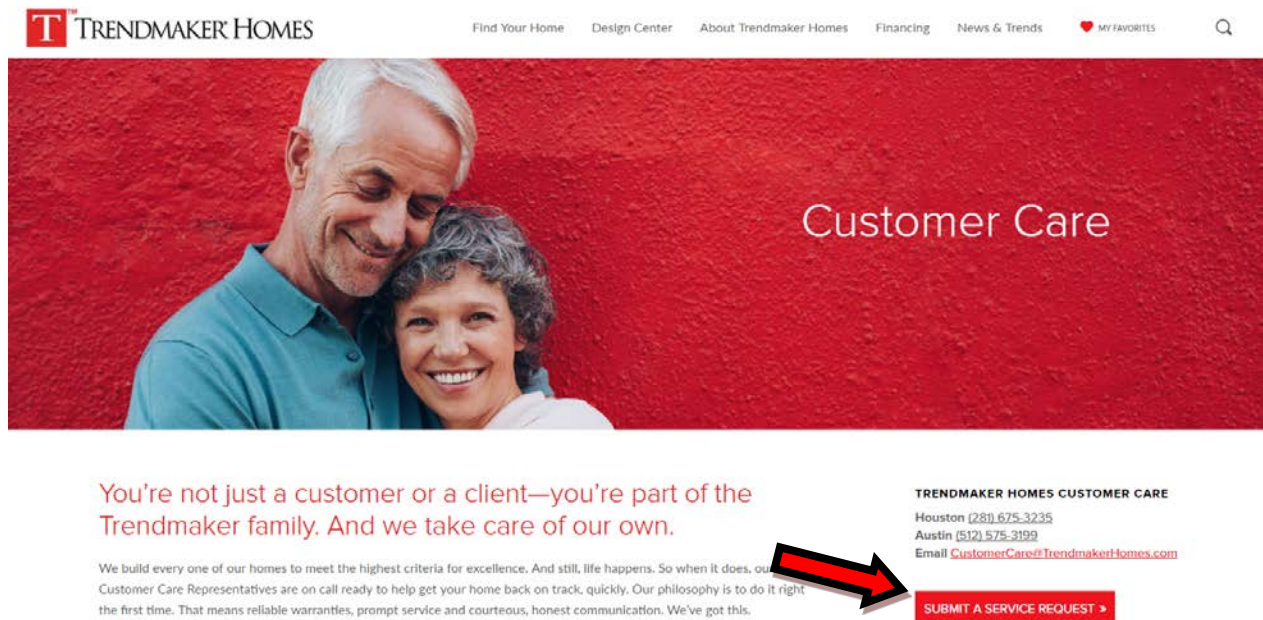 T™ TRENDMAKER® HOMES
Find Your Home Design Center About Trendmaker Homes Financing News & Trends MY FAVORITES
Customer Care
You're not just a customer or a client—you're part of the
Trendmaker family. And we take care of our own.
We build every one of our homes to meet the highest criteria for excellence. And still, life happens. So when it does,
Customer Care Representatives are on call ready to help get your home back on track, quickly. Our philosophy is to do it right
the first time. That means reliable warranties, prompt service and courteous, honest communication. We've got this.
TRENDMAKER HOMES CUSTOMER CARE
Houston (281) 675-3235
Austin (512) 575-3199
Email CustomerCare@TrendmakerHomes.com
SUBMIT A SERVICE REQUEST »